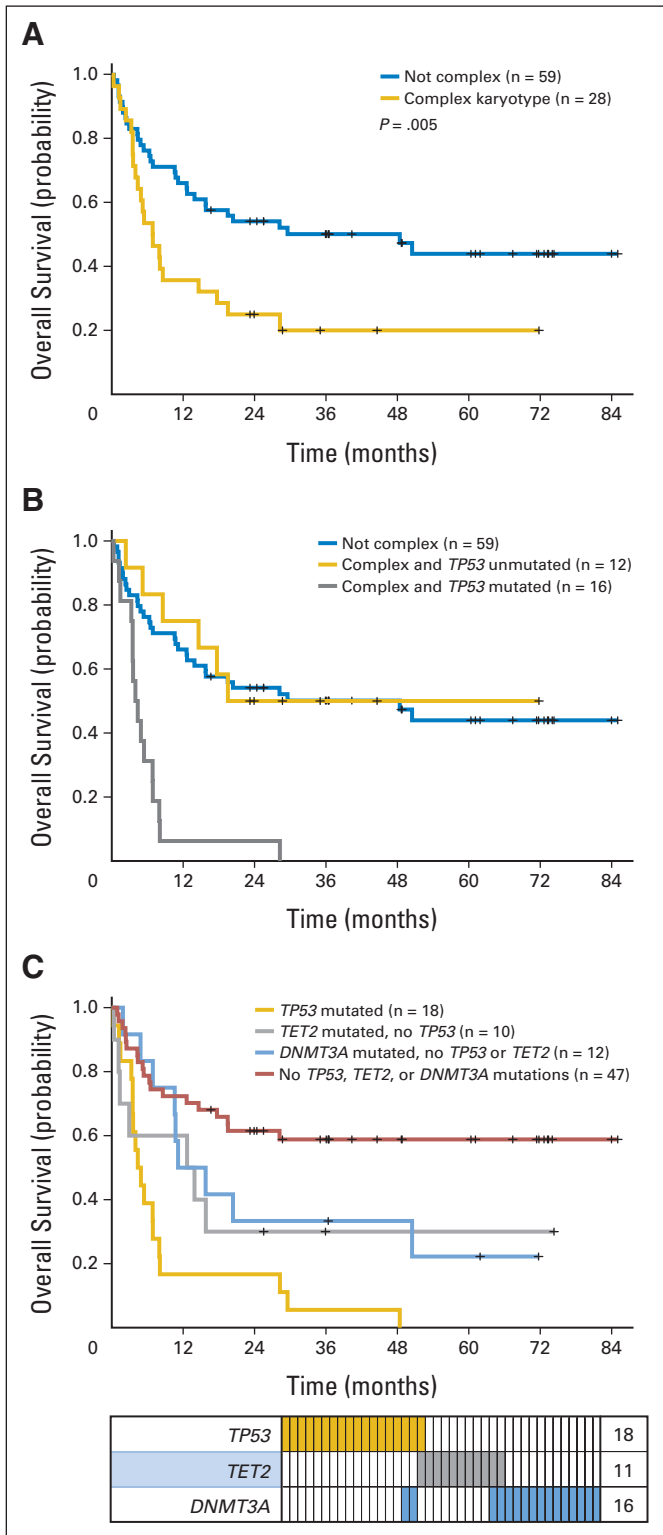 A
Not complex (n = 59)
Complex karyotype (n = 28)
P = .005
Overall Survival (probability)
1.0
0.8
0.6
0.4
0.2
0 12 24 36 48 60 72 84
Time (months)
B
Not complex (n = 59)
Complex and TP53 unmutated (n = 12)
Complex and TP53 mutated (n = 16)
Overall Survival (probability)
1.0
0.8
0.6
0.4
0.2
0 12 24 36 48 60 72 84
Time (months)
C
TP53 mutated (n = 18)
TET2 mutated, no TP53 (n = 10)
DNMT3A mutated, no TP53 or TET2 (n = 12)
No TP53, TET2, or DNMT3A mutations (n = 47)
Overall Survival (probability)
1.0
0.8
0.6
0.4
0.2
0 12 24 36 48 60 72 84
Time (months)
TP53 18
TET2 11
DNMT3A 16